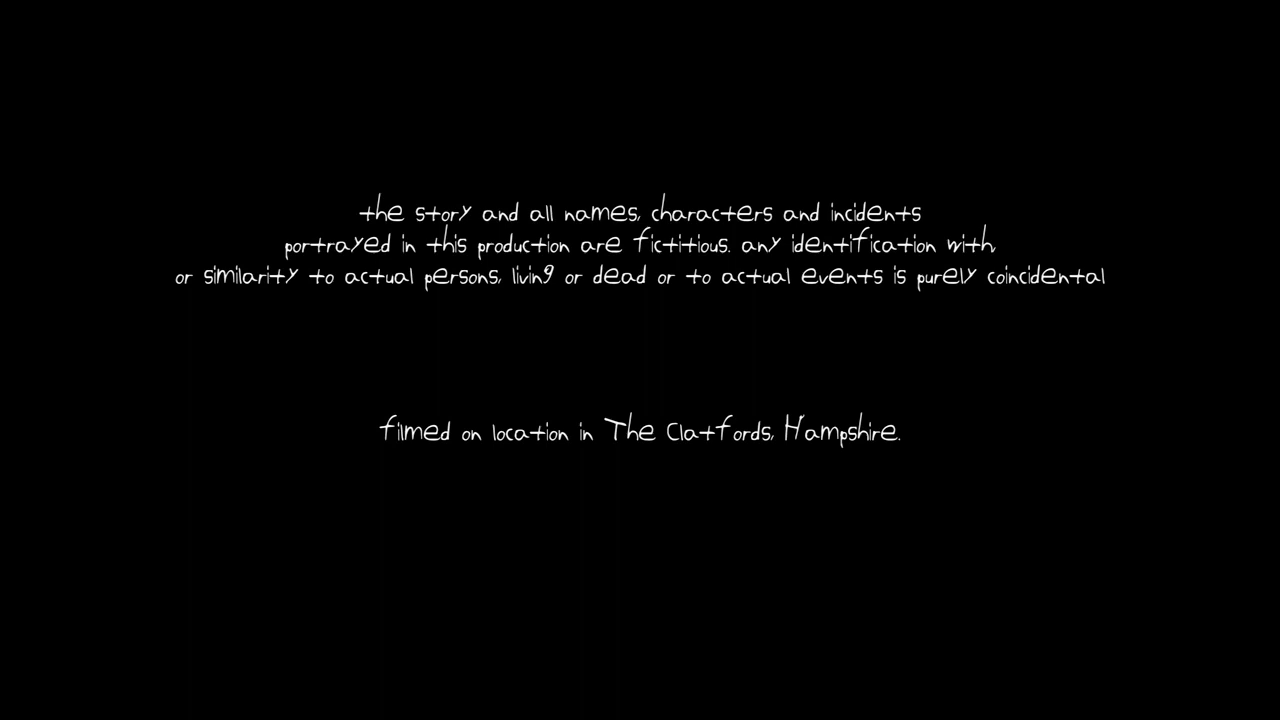 the story and all names, characters and incidents
portrayed in this production are fictitious. any identification with,
or similarity to actual persons, living or dead or to actual events is purely coincidental
filmed on location in The Clatfords, Hampshire.